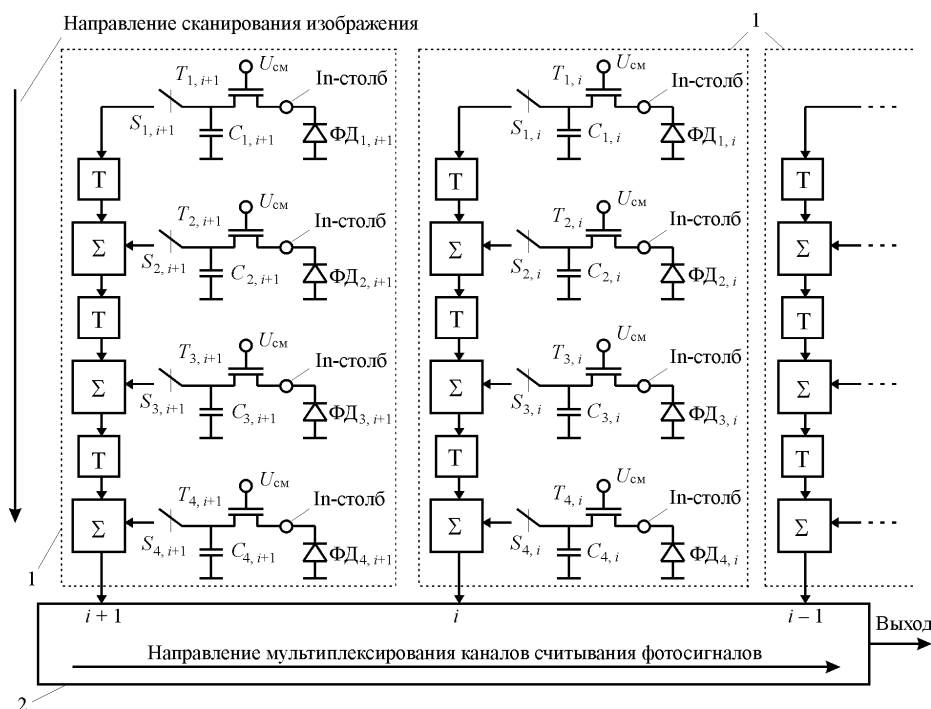 Направление сканирования изображения
1
Uсм Uсм
T1, i+1 In-столб T1, i In-столб
S1, i+1 C1, i+1 ФД1, i+1 S1, i C1, i ФД1, i
Т Т Т
Uсм Uсм
T2, i+1 In-столб T2, i In-столб
Σ Σ Σ
S2, i+1 C2, i+1 ФД2, i+1 S2, i C2, i ФД2, i
Т Т Т
Uсм Uсм
T3, i+1 In-столб T3, i In-столб
Σ Σ Σ
S3, i+1 C3, i+1 ФД3, i+1 S3, i C3, i ФД3, i
Т Т Т
Uсм Uсм
T4, i+1 In-столб T4, i In-столб
Σ Σ Σ
S4, i+1 C4, i+1 ФД4, i+1 S4, i C4, i ФД4, i
1
i + 1 i i – 1
Выход
Направление мультиплексирования каналов считывания фотосигналов
2